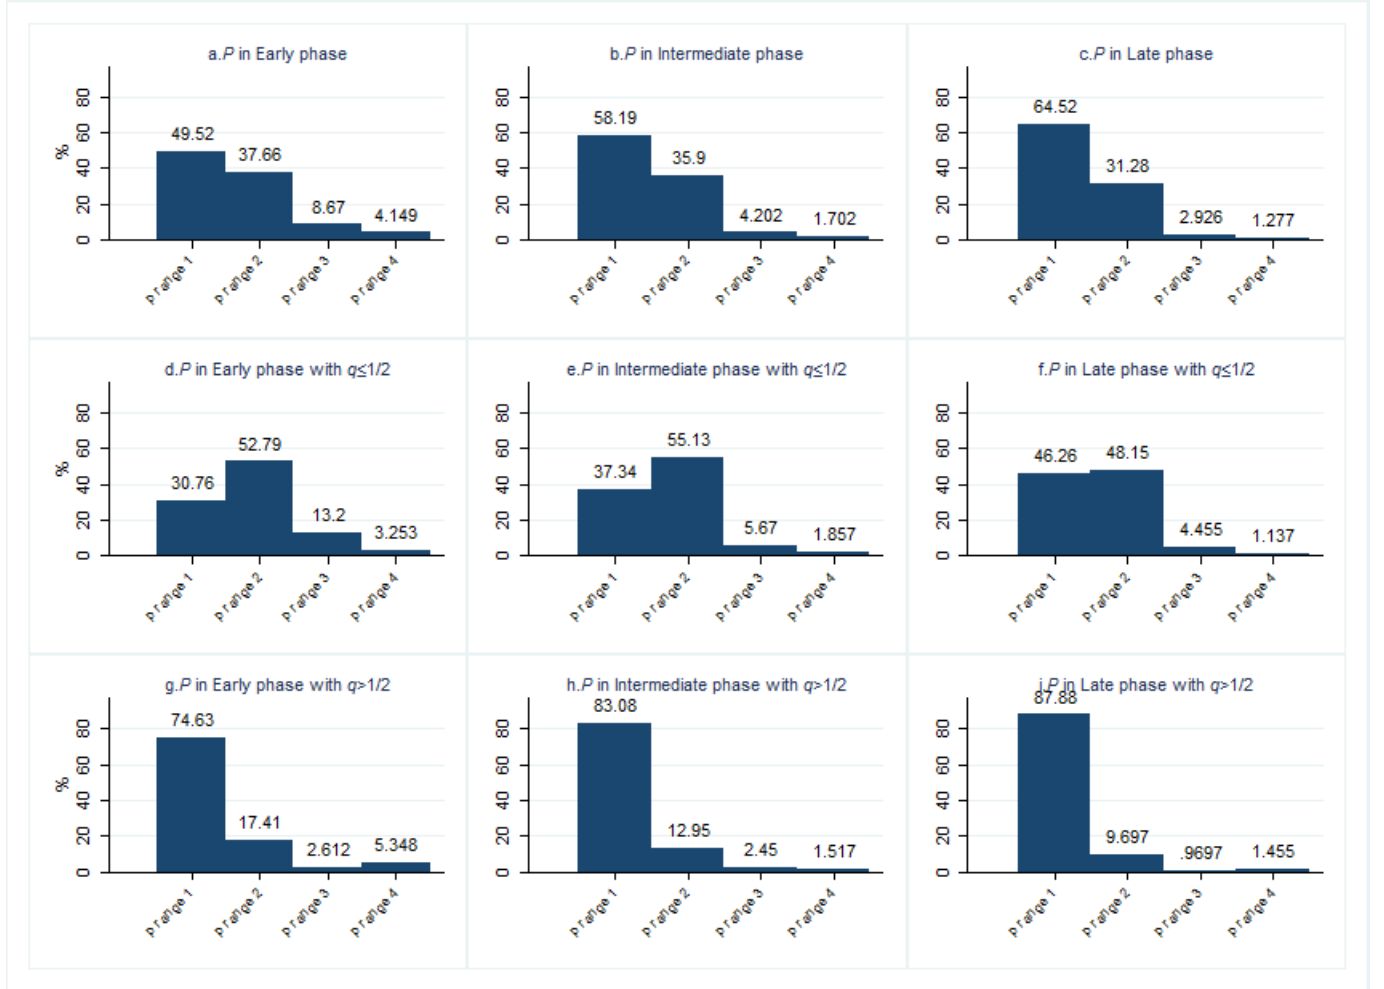 a.P in Early phase
%
80
60
40
20
0
49.52
37.66
8.67
4.149
p range 1
p range 2
p range 3
p range 4
b.P in Intermediate phase
80
60
40
20
0
58.19
35.9
4.202
1.702
p range 1
p range 2
p range 3
p range 4
c.P in Late phase
80
60
40
20
0
64.52
31.28
2.926
1.277
p range 1
p range 2
p range 3
p range 4
d.P in Early phase with q≤1/2
%
80
60
40
20
0
30.76
52.79
13.2
3.253
p range 1
p range 2
p range 3
p range 4
e.P in Intermediate phase with q≤1/2
80
60
40
20
0
37.34
55.13
5.67
1.857
p range 1
p range 2
p range 3
p range 4
f.P in Late phase with q≤1/2
80
60
40
20
0
46.26
48.15
4.455
1.137
p range 1
p range 2
p range 3
p range 4
g.P in Early phase with q>1/2
%
80
60
40
20
0
74.63
17.41
2.612
5.348
p range 1
p range 2
p range 3
p range 4
h.P in Intermediate phase with q>1/2
80
60
40
20
0
83.08
12.95
2.45
1.517
p range 1
p range 2
p range 3
p range 4
i.P in Late phase with q>1/2
80
60
40
20
0
87.88
9.697
.9697
1.455
p range 1
p range 2
p range 3
p range 4